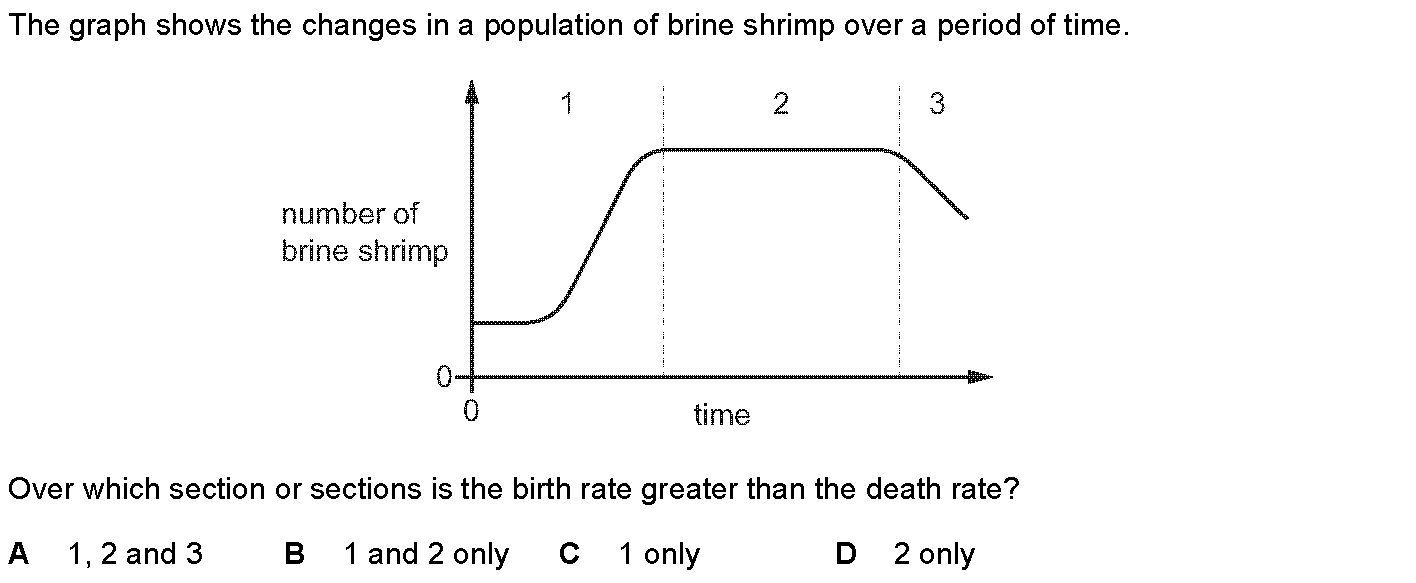 The graph shows the changes in a population of brine shrimp over a period of time.
1 2 3
number of
brine shrimp
0
0
time
Over which section or sections is the birth rate greater than the death rate?
A 1, 2 and 3 B 1 and 2 only C 1 only D 2 only